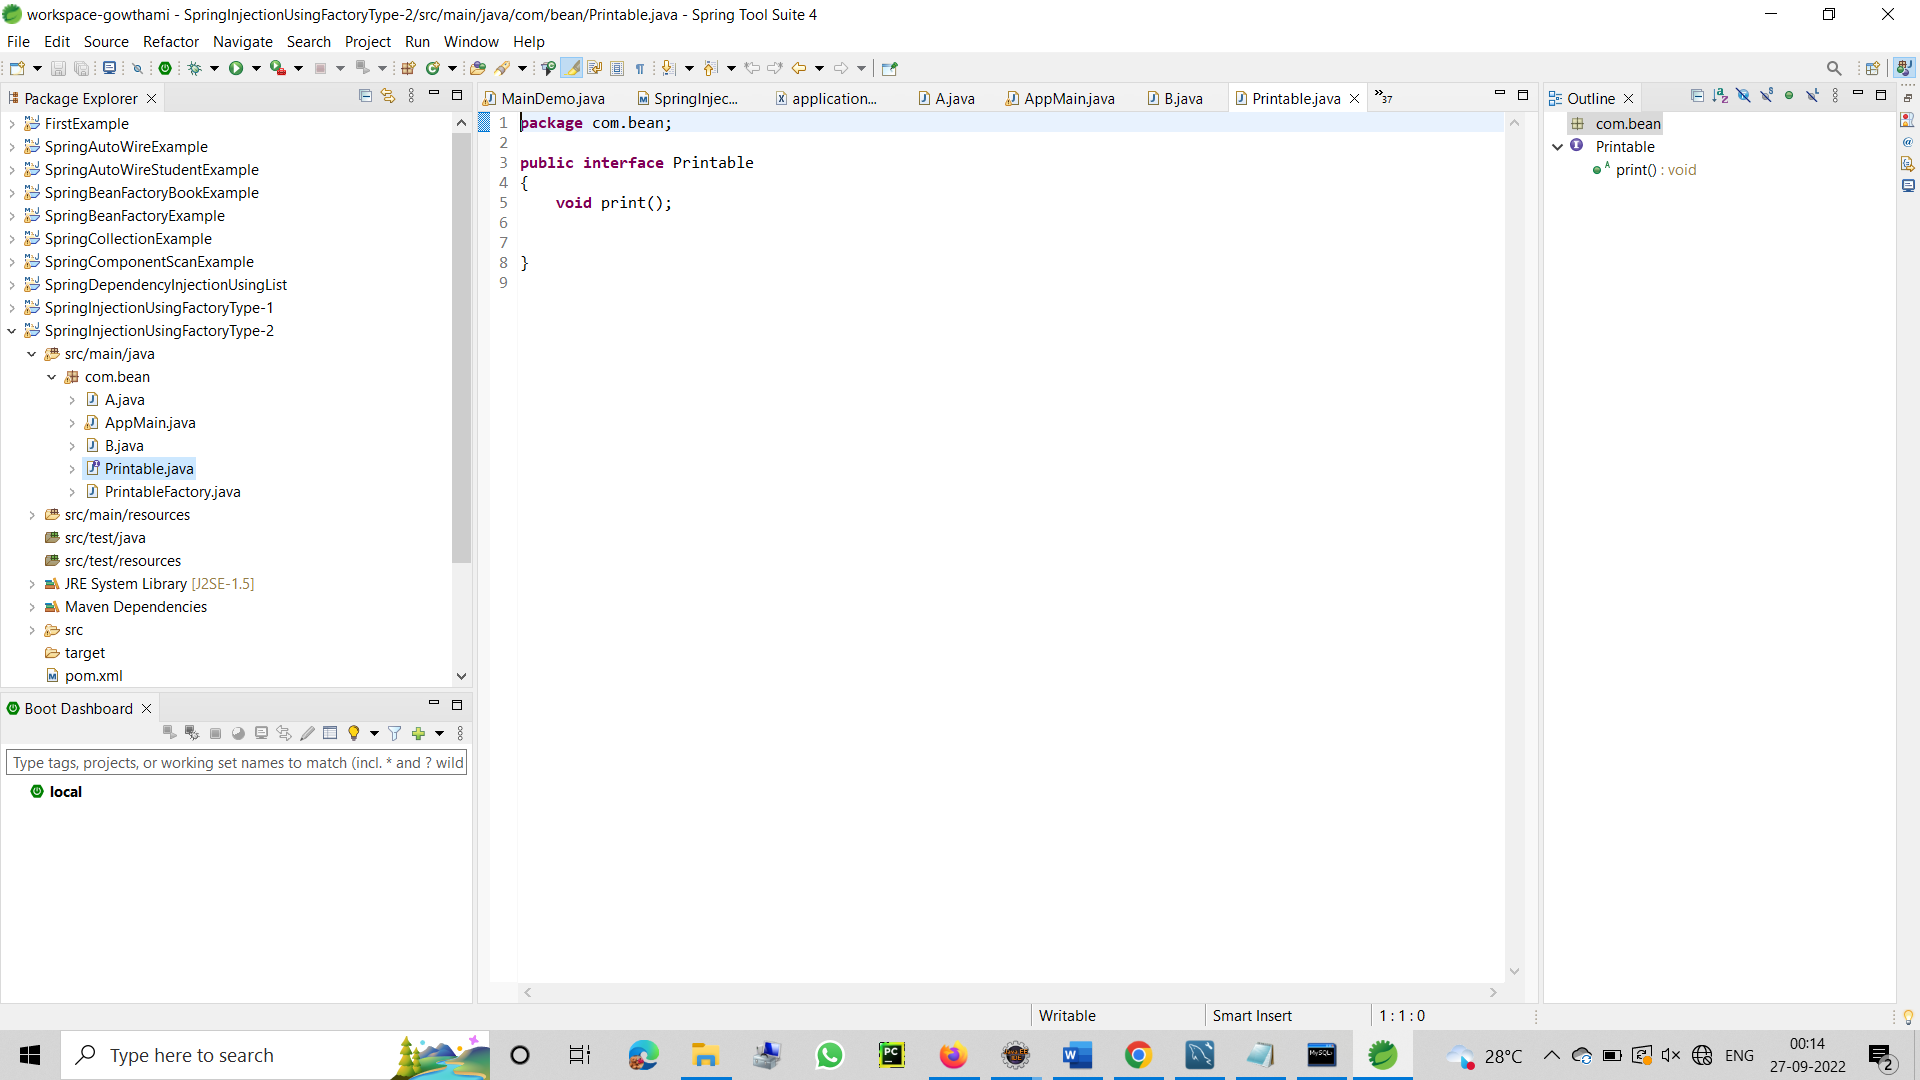 workspace-gowthami - SpringInjectionUsingFactoryType-2/src/main/java/com/bean/Printable.java - Spring Tool Suite 4
File Edit Source Refactor Navigate Search Project Run Window Help
Package Explorer
FirstExample
SpringAutoWireExample
SpringAutoWireStudentExample
SpringBeanFactoryBookExample
SpringBeanFactoryExample
SpringCollectionExample
SpringComponentScanExample
SpringDependencyInjectionUsingList
SpringInjectionUsingFactoryType-1
SpringInjectionUsingFactoryType-2
src/main/java
com.bean
A.java
AppMain.java
B.java
Printable.java
PrintableFactory.java
src/main/resources
src/test/java
src/test/resources
JRE System Library [J2SE-1.5]
Maven Dependencies
src
target
pom.xml
Boot Dashboard
Type tags, projects, or working set names to match (incl. * and ? wild
local
MainDemo.java SpringInjec... application... A.java AppMain.java B.java Printable.java »37
1 package com.bean;
2
3 public interface Printable
4 {
5 void print();
6
7
8 }
9
Outline
com.bean
Printable
print() : void
Writable Smart Insert 1 : 1 : 0
Type here to search
28°C ENG
00:14
27-09-2022
2